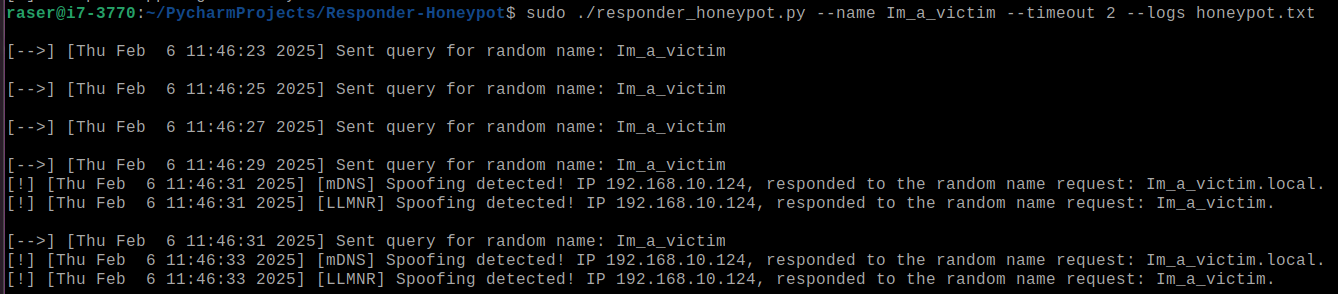 raser@i7-3770:~/PycharmProjects/Responder-Honeypot$ sudo ./responder_honeypot.py --name Im_a_victim --timeout 2 --logs honeypot.txt
[-->] [Thu Feb  6 11:46:23 2025] Sent query for random name: Im_a_victim
[-->] [Thu Feb  6 11:46:25 2025] Sent query for random name: Im_a_victim
[-->] [Thu Feb  6 11:46:27 2025] Sent query for random name: Im_a_victim
[-->] [Thu Feb  6 11:46:29 2025] Sent query for random name: Im_a_victim
[!] [Thu Feb  6 11:46:31 2025] [mDNS] Spoofing detected! IP 192.168.10.124, responded to the random name request: Im_a_victim.local.
[!] [Thu Feb  6 11:46:31 2025] [LLMNR] Spoofing detected! IP 192.168.10.124, responded to the random name request: Im_a_victim.
[-->] [Thu Feb  6 11:46:31 2025] Sent query for random name: Im_a_victim
[!] [Thu Feb  6 11:46:33 2025] [mDNS] Spoofing detected! IP 192.168.10.124, responded to the random name request: Im_a_victim.local.
[!] [Thu Feb  6 11:46:33 2025] [LLMNR] Spoofing detected! IP 192.168.10.124, responded to the random name request: Im_a_victim.